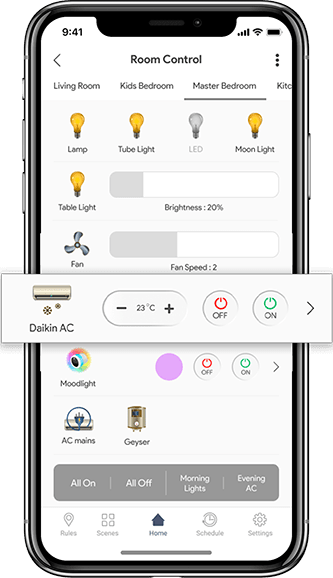 9:41
Room Control
Living Room Kids Bedroom Master Bedroom Kitc
Lamp Tube Light LED Moon Light
Table Light Brightness : 20%
Fan Fan Speed : 2
Daikin AC − 23 °C + OFF ON
Moodlight OFF ON
AC mains Geyser
All On All Off Morning Lights Evening AC
Rules Scenes Home Schedule Settings